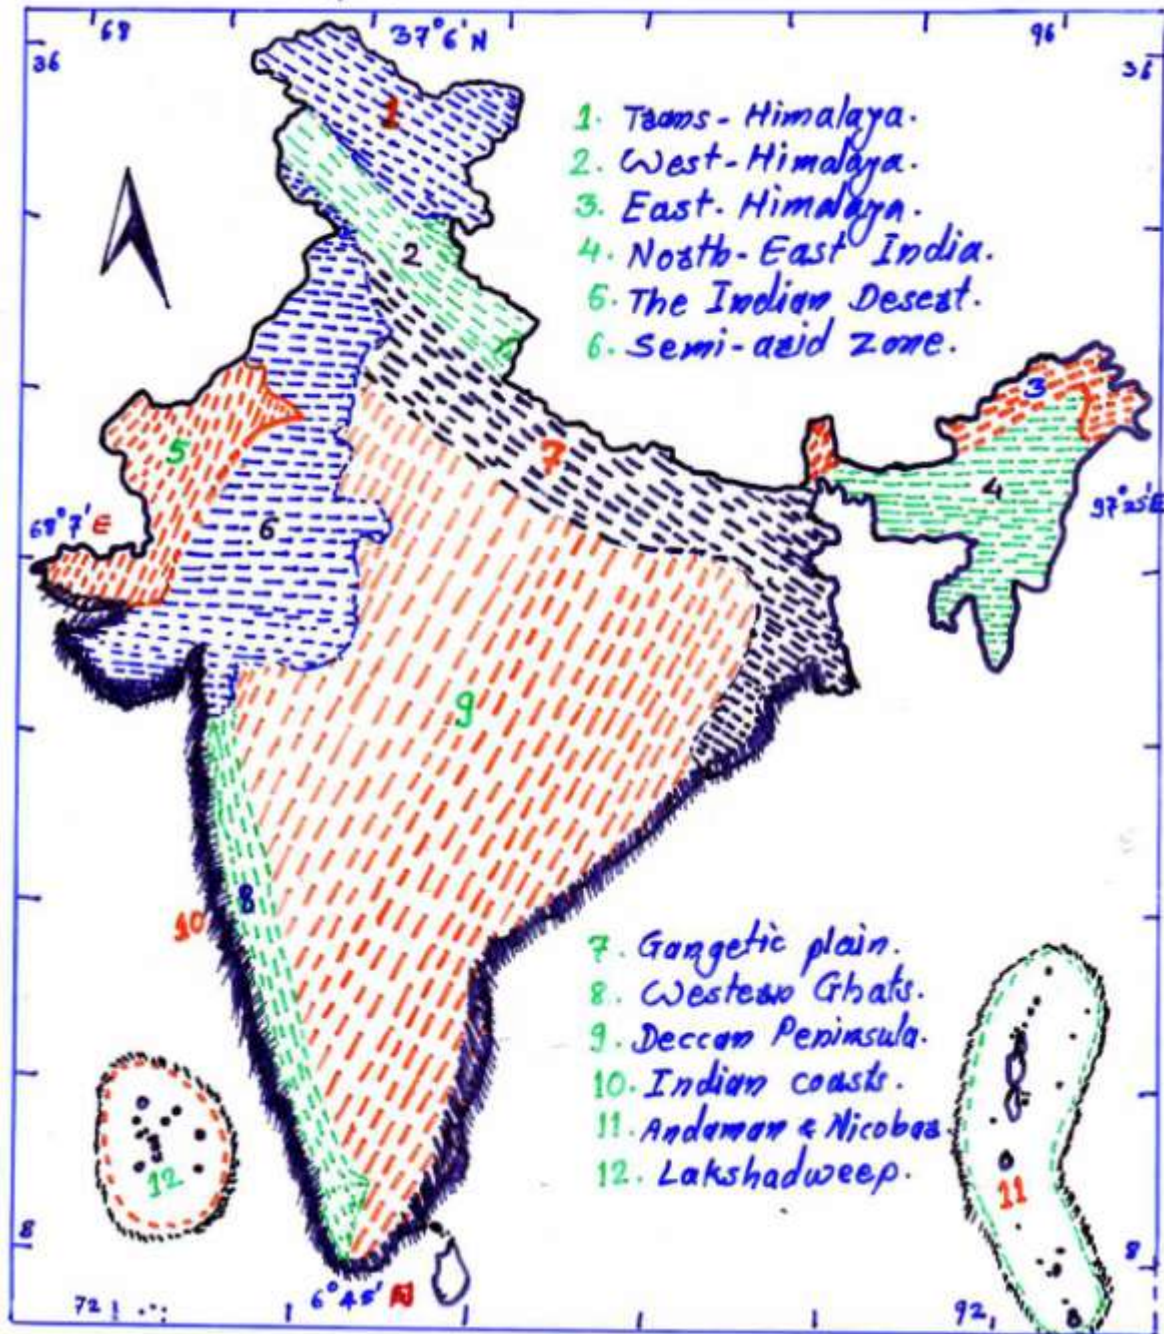 68
37°6'N
96
36
36
1
1. Trans-Himalaya.
2. West-Himalaya.
3. East-Himalaya.
4. North-East India.
5. The Indian Desert.
6. Semi-arid Zone.
2
3
7
5
4
68°7'E
97°25'E
6
9
8
10
7. Gangetic plain.
8. Western Ghats.
9. Deccan Peninsula.
10. Indian coasts.
11. Andaman & Nicobar.
12. Lakshadweep.
12
11
8
8
6°45' N
72
92